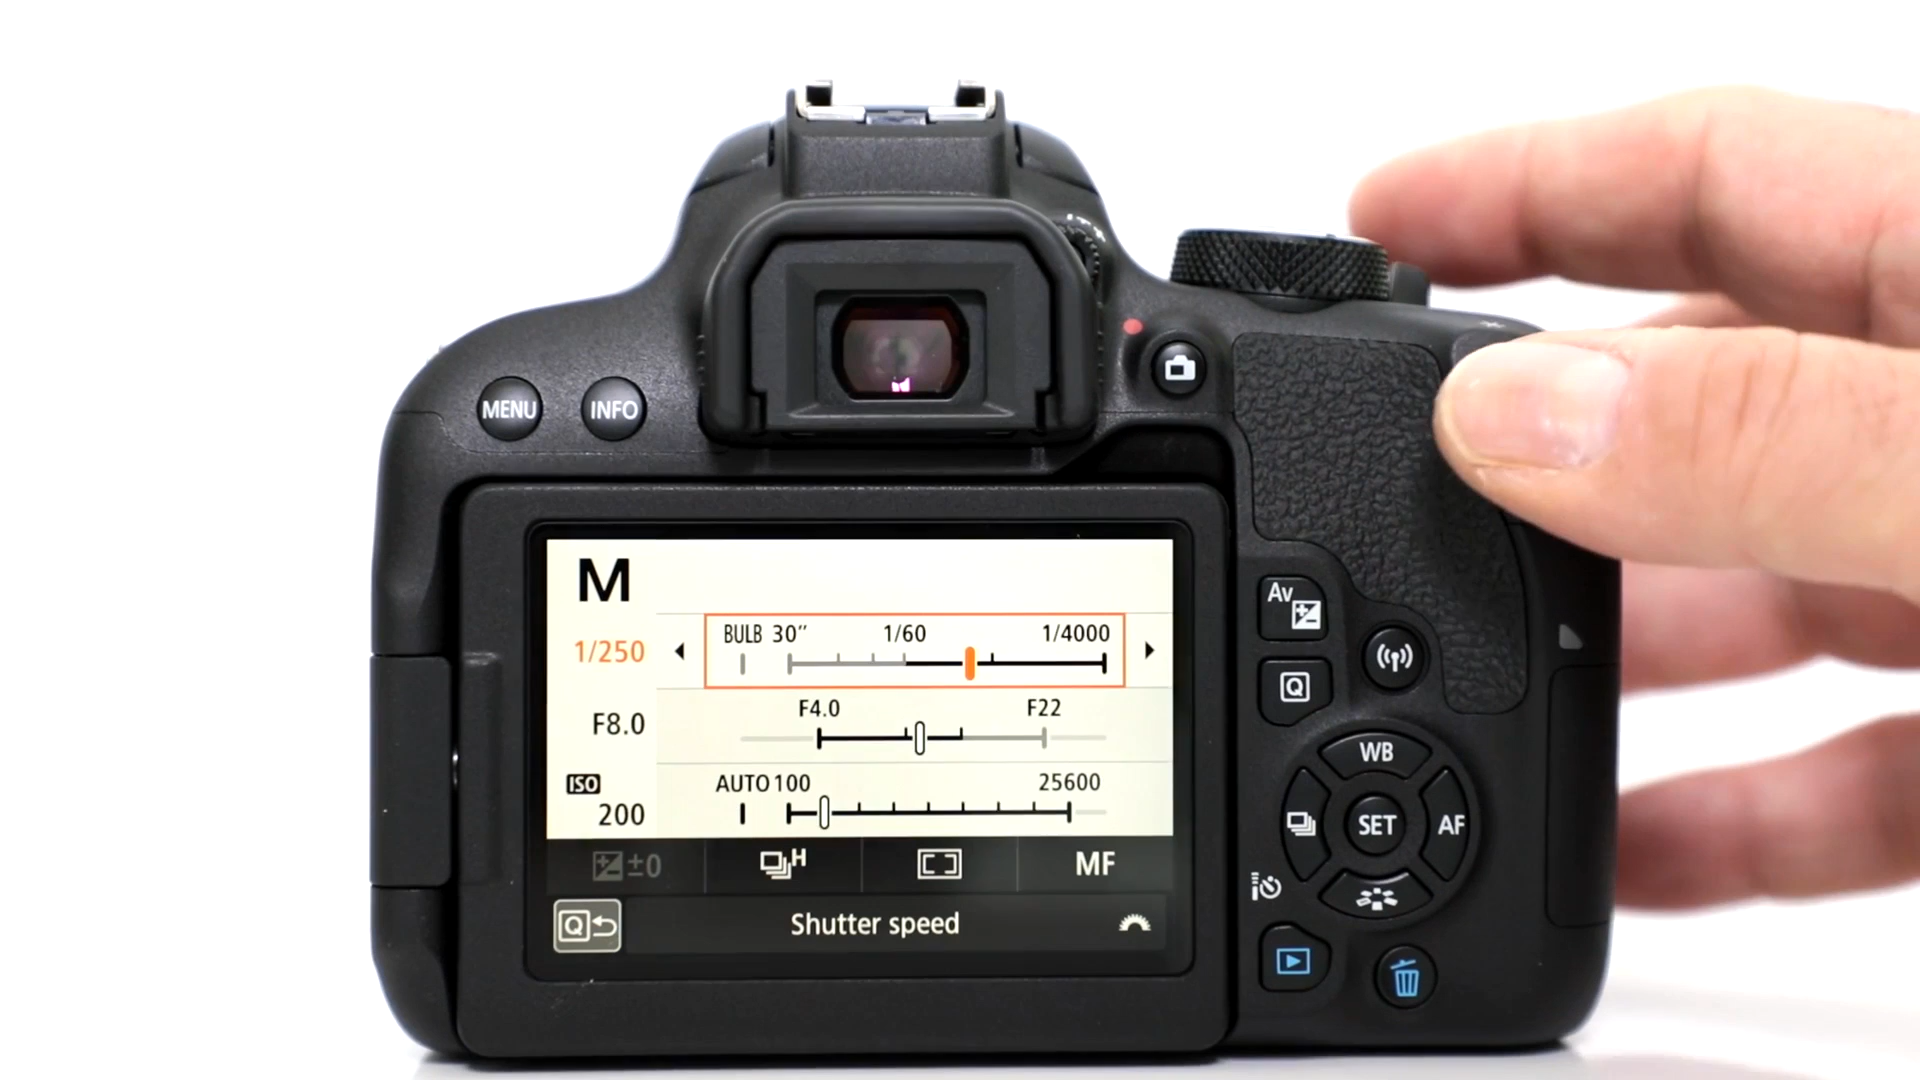 MENU INFO
M
1/250 BULB 30" 1/60 1/4000
F8.0 F4.0 F22
ISO 200 AUTO 100 25600
±0 H MF
Q Shutter speed
Av
Q
WB
SET AF